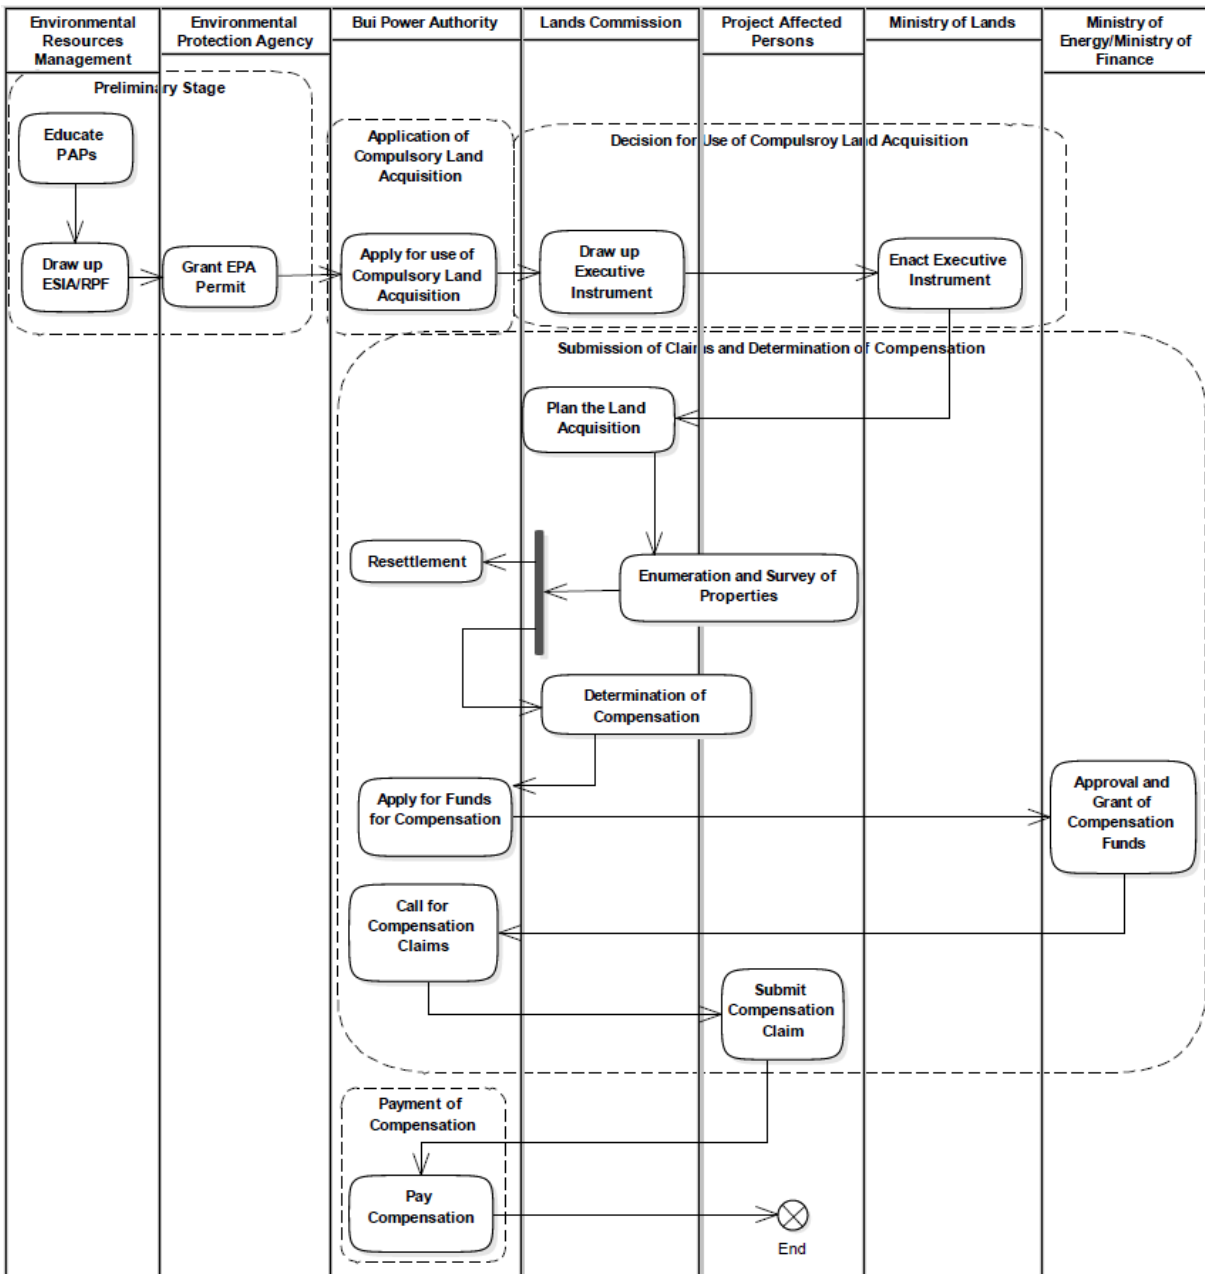 Environmental
Resources
Management
Environmental
Protection Agency
Bui Power Authority
Lands Commission
Project Affected
Persons
Ministry of Lands
Ministry of
Energy/Ministry of
Finance
Preliminary Stage
Educate
PAPs
Application of
Compulsory Land
Acquisition
Decision for Use of Compulsroy Land Acquisition
Draw up
ESIA/RPF
Grant EPA
Permit
Apply for use of
Compulsory Land
Acquisition
Draw up
Executive
Instrument
Enact Executive
Instrument
Submission of Claims and Determination of Compensation
Plan the Land
Acquisition
Resettlement
Enumeration and Survey of
Properties
Determination of
Compensation
Apply for Funds
for Compensation
Approval and
Grant of
Compensation
Funds
Call for
Compensation
Claims
Submit
Compensation
Claim
Payment of
Compensation
Pay
Compensation
End